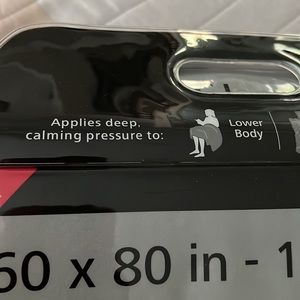 Applies deep,
calming pressure to:
Lower
Body
60 x 80 in - 1